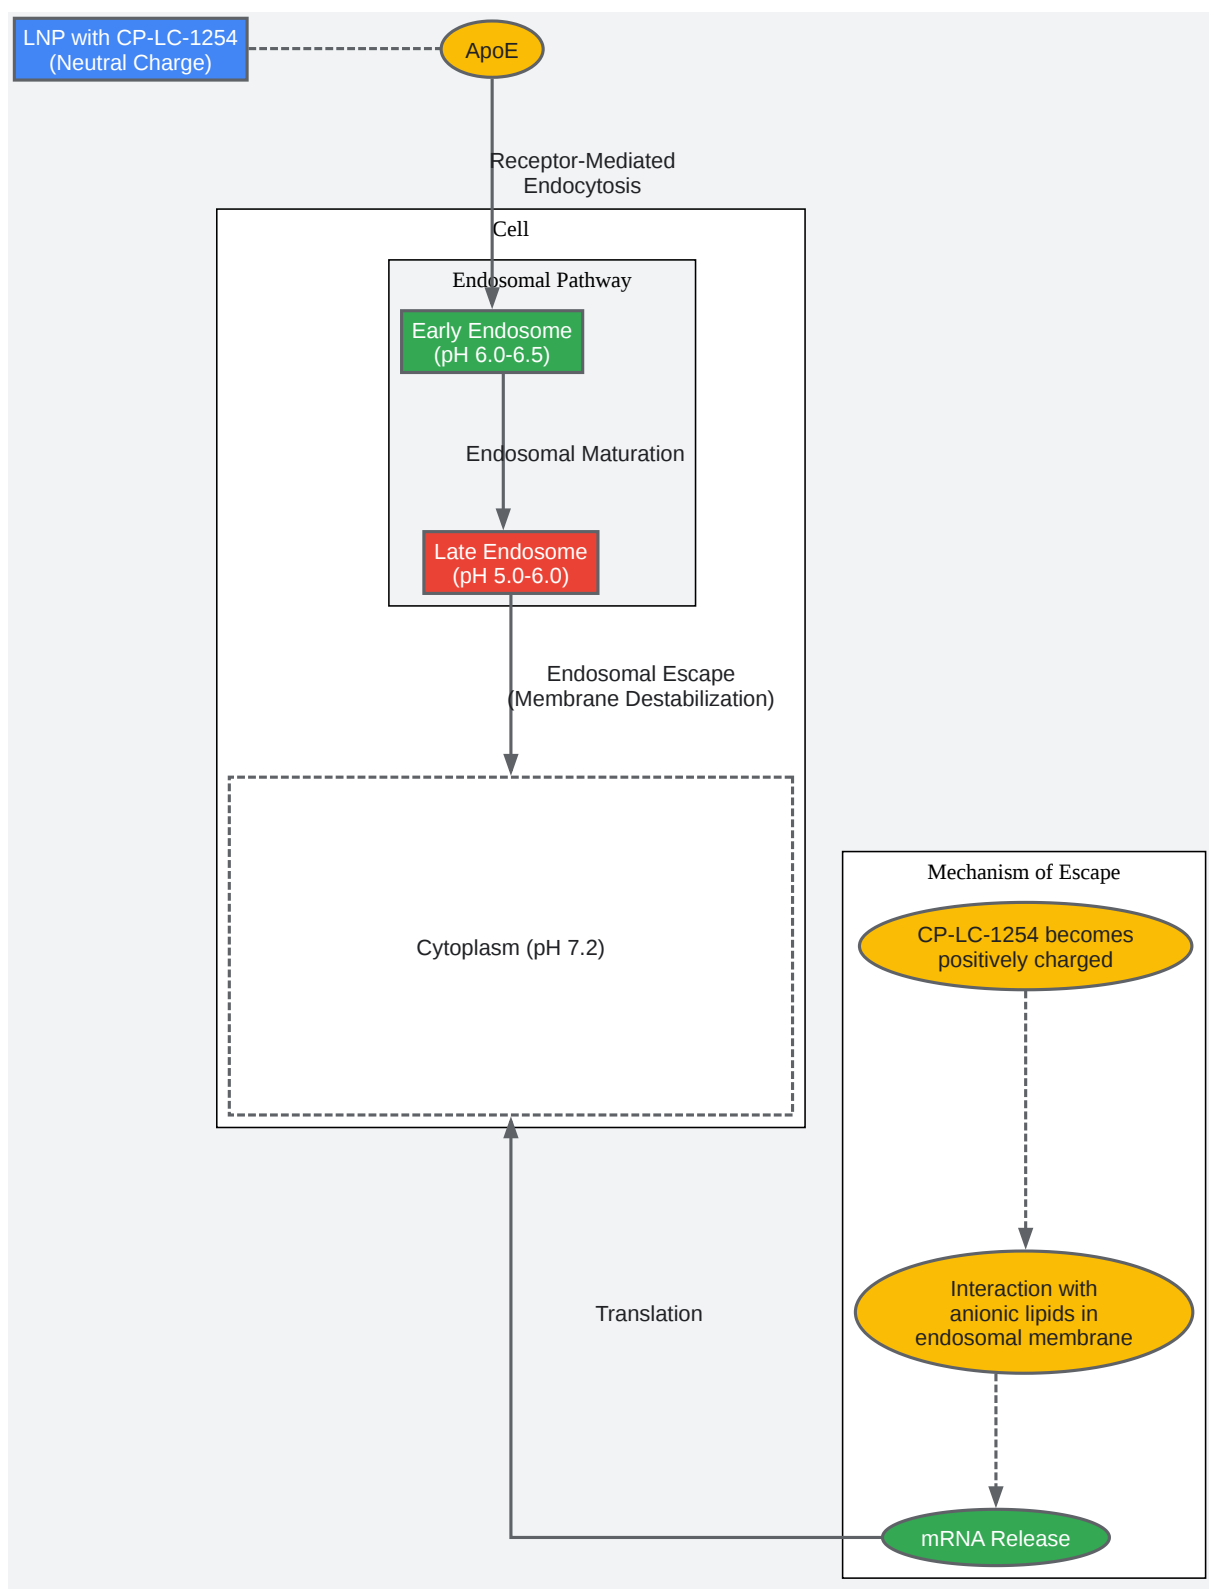 LNP with CP-LC-1254
(Neutral Charge)
ApoE
Receptor-Mediated
Endocytosis
Cell
Endosomal Pathway
Early Endosome
(pH 6.0-6.5)
Endosomal Maturation
Late Endosome
(pH 5.0-6.0)
Endosomal Escape
(Membrane Destabilization)
Cytoplasm (pH 7.2)
Mechanism of Escape
CP-LC-1254 becomes
positively charged
Interaction with
anionic lipids in
endosomal membrane
Translation
mRNA Release